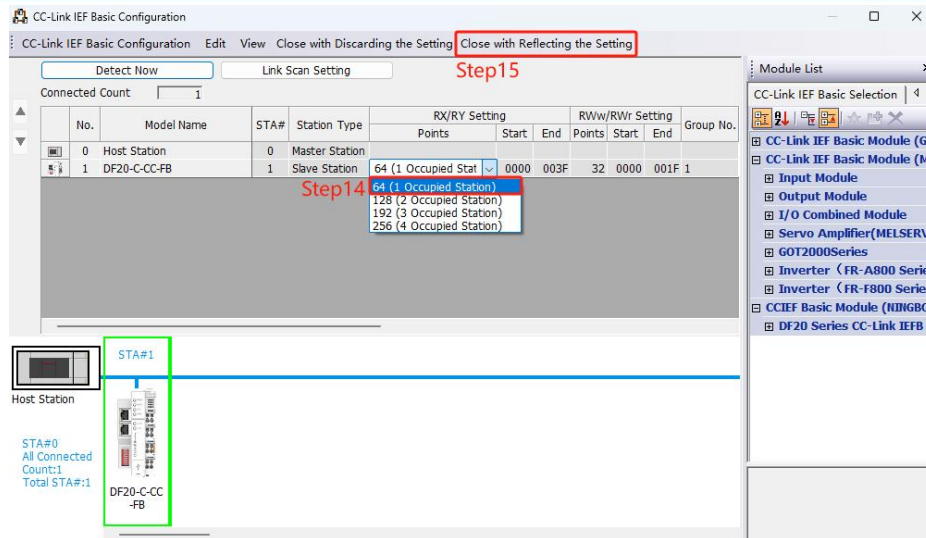 CC-Link IEF Basic Configuration
CC-Link IEF Basic Configuration Edit View Close with Discarding the Setting Close with Reflecting the Setting
Step15
Detect Now Link Scan Setting
Connected Count 1
No. Model Name STA# Station Type RX/RY Setting RWw/RWr Setting Group No.
Points Start End Points Start End
0 Host Station 0 Master Station
1 DF20-C-CC-FB 1 Slave Station 64 (1 Occupied Stat 0000 003F 32 0000 001F 1
Step14
64 (1 Occupied Station)
128 (2 Occupied Station)
192 (3 Occupied Station)
256 (4 Occupied Station)
Module List
CC-Link IEF Basic Selection
CC-Link IEF Basic Module (G
CC-Link IEF Basic Module (M
Input Module
Output Module
I/O Combined Module
Servo Amplifier(MELSERV
GOT2000Series
Inverter （FR-A800 Serie
Inverter （FR-F800 Serie
CCIEF Basic Module (NINGBO
DF20 Series CC-Link IEFB
STA#1
Host Station
STA#0
All Connected
Count:1
Total STA#:1
DF20-C-CC
-FB